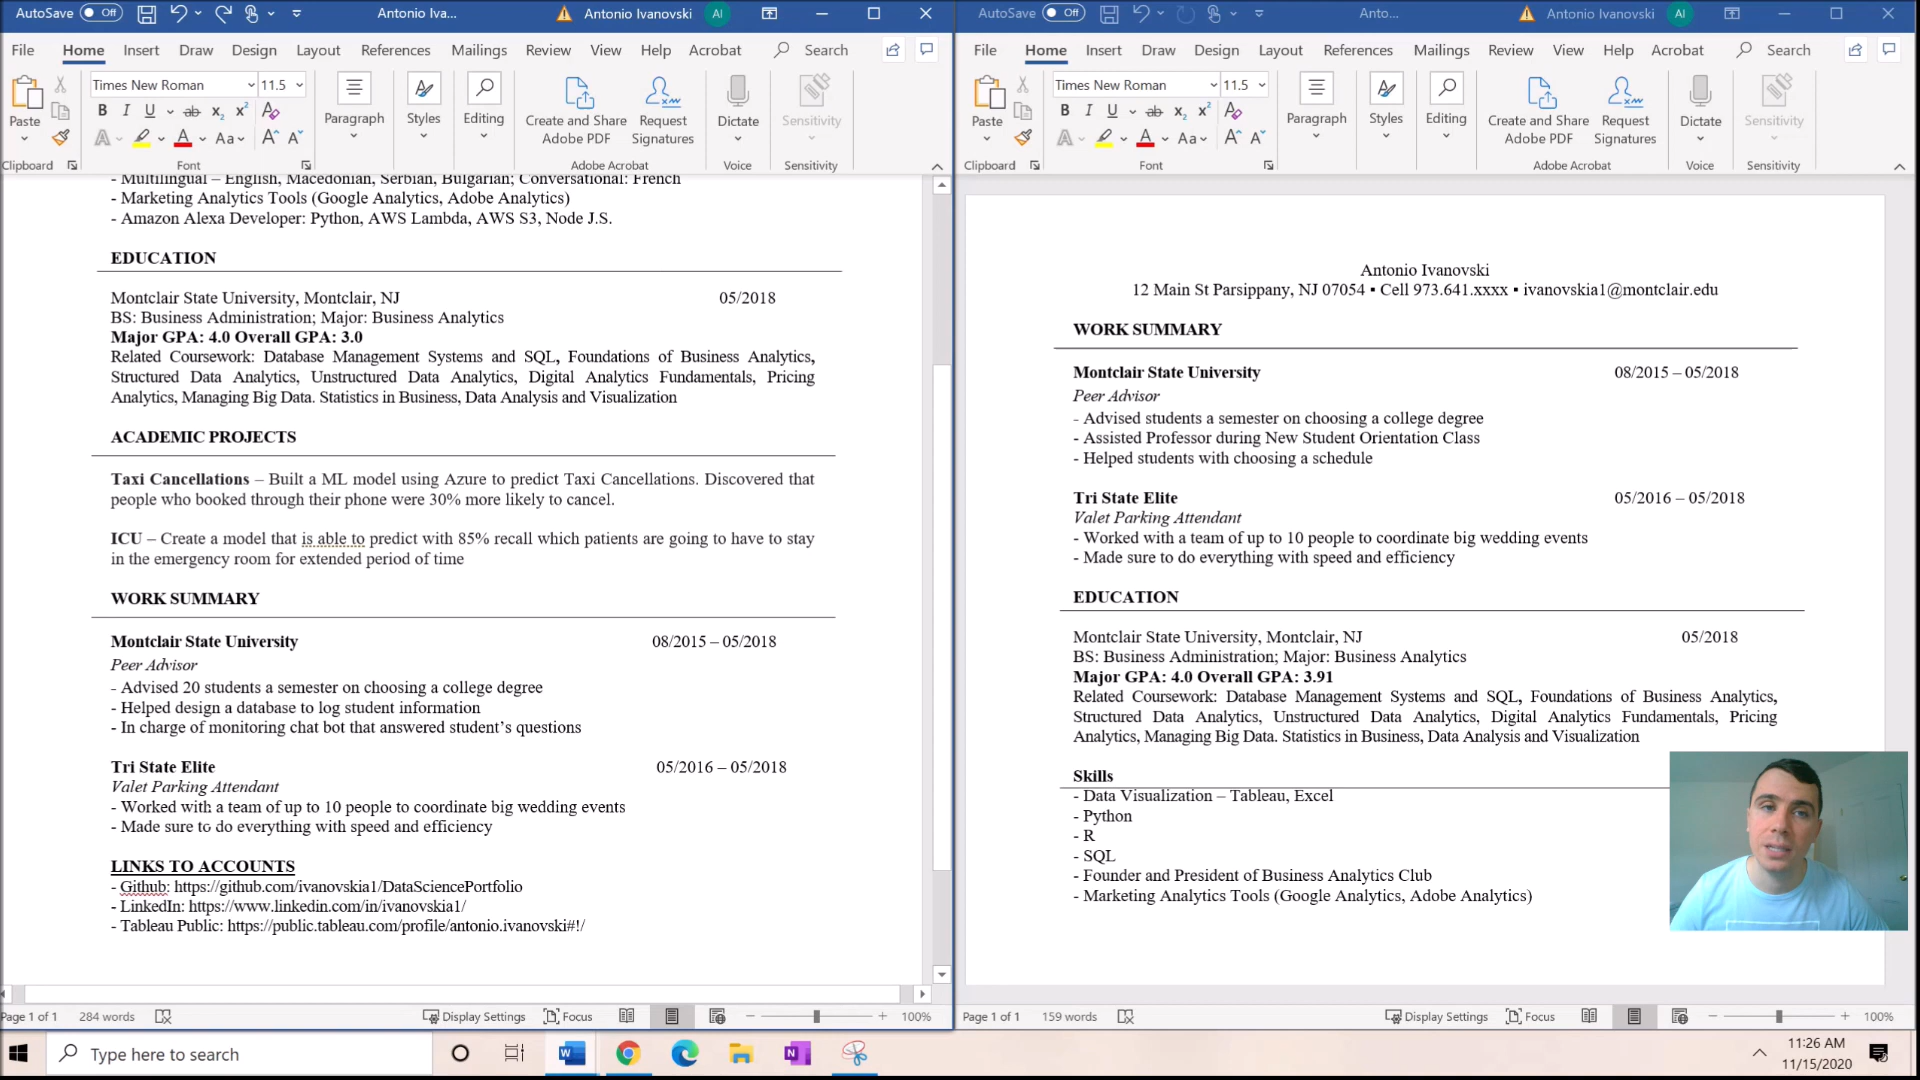 AutoSave Off Antonio Iva... Antonio Ivanovski AI
File Home Insert Draw Design Layout References Mailings Review View Help Acrobat Search
Times New Roman 11.5
Paste Paragraph Styles Editing Create and Share Adobe PDF Request Signatures Dictate Sensitivity
Clipboard Font Adobe Acrobat Voice Sensitivity
- Multilingual – English, Macedonian, Serbian, Bulgarian; Conversational: French
- Marketing Analytics Tools (Google Analytics, Adobe Analytics)
- Amazon Alexa Developer: Python, AWS Lambda, AWS S3, Node J.S.
EDUCATION
Montclair State University, Montclair, NJ 05/2018
BS: Business Administration; Major: Business Analytics
Major GPA: 4.0 Overall GPA: 3.0
Related Coursework: Database Management Systems and SQL, Foundations of Business Analytics,
Structured Data Analytics, Unstructured Data Analytics, Digital Analytics Fundamentals, Pricing
Analytics, Managing Big Data. Statistics in Business, Data Analysis and Visualization
ACADEMIC PROJECTS
Taxi Cancellations – Built a ML model using Azure to predict Taxi Cancellations. Discovered that
people who booked through their phone were 30% more likely to cancel.
ICU – Create a model that is able to predict with 85% recall which patients are going to have to stay
in the emergency room for extended period of time
WORK SUMMARY
Montclair State University 08/2015 – 05/2018
Peer Advisor
- Advised 20 students a semester on choosing a college degree
- Helped design a database to log student information
- In charge of monitoring chat bot that answered student’s questions
Tri State Elite 05/2016 – 05/2018
Valet Parking Attendant
- Worked with a team of up to 10 people to coordinate big wedding events
- Made sure to do everything with speed and efficiency
LINKS TO ACCOUNTS
- Github: https://github.com/ivanovskia1/DataSciencePortfolio
- LinkedIn: https://www.linkedin.com/in/ivanovskia1/
- Tableau Public: https://public.tableau.com/profile/antonio.ivanovski#!/
Page 1 of 1 284 words Display Settings Focus 100%
AutoSave Off Anto... Antonio Ivanovski AI
File Home Insert Draw Design Layout References Mailings Review View Help Acrobat Search
Times New Roman 11.5
Paste Paragraph Styles Editing Create and Share Adobe PDF Request Signatures Dictate Sensitivity
Clipboard Font Adobe Acrobat Voice Sensitivity
Antonio Ivanovski
12 Main St Parsippany, NJ 07054 ▪ Cell 973.641.xxxx ▪ ivanovskia1@montclair.edu
WORK SUMMARY
Montclair State University 08/2015 – 05/2018
Peer Advisor
- Advised students a semester on choosing a college degree
- Assisted Professor during New Student Orientation Class
- Helped students with choosing a schedule
Tri State Elite 05/2016 – 05/2018
Valet Parking Attendant
- Worked with a team of up to 10 people to coordinate big wedding events
- Made sure to do everything with speed and efficiency
EDUCATION
Montclair State University, Montclair, NJ 05/2018
BS: Business Administration; Major: Business Analytics
Major GPA: 4.0 Overall GPA: 3.91
Related Coursework: Database Management Systems and SQL, Foundations of Business Analytics,
Structured Data Analytics, Unstructured Data Analytics, Digital Analytics Fundamentals, Pricing
Analytics, Managing Big Data. Statistics in Business, Data Analysis and Visualization
Skills
- Data Visualization – Tableau, Excel
- Python
- R
- SQL
- Founder and President of Business Analytics Club
- Marketing Analytics Tools (Google Analytics, Adobe Analytics)
Page 1 of 1 159 words Display Settings Focus 100%
Type here to search
11:26 AM
11/15/2020